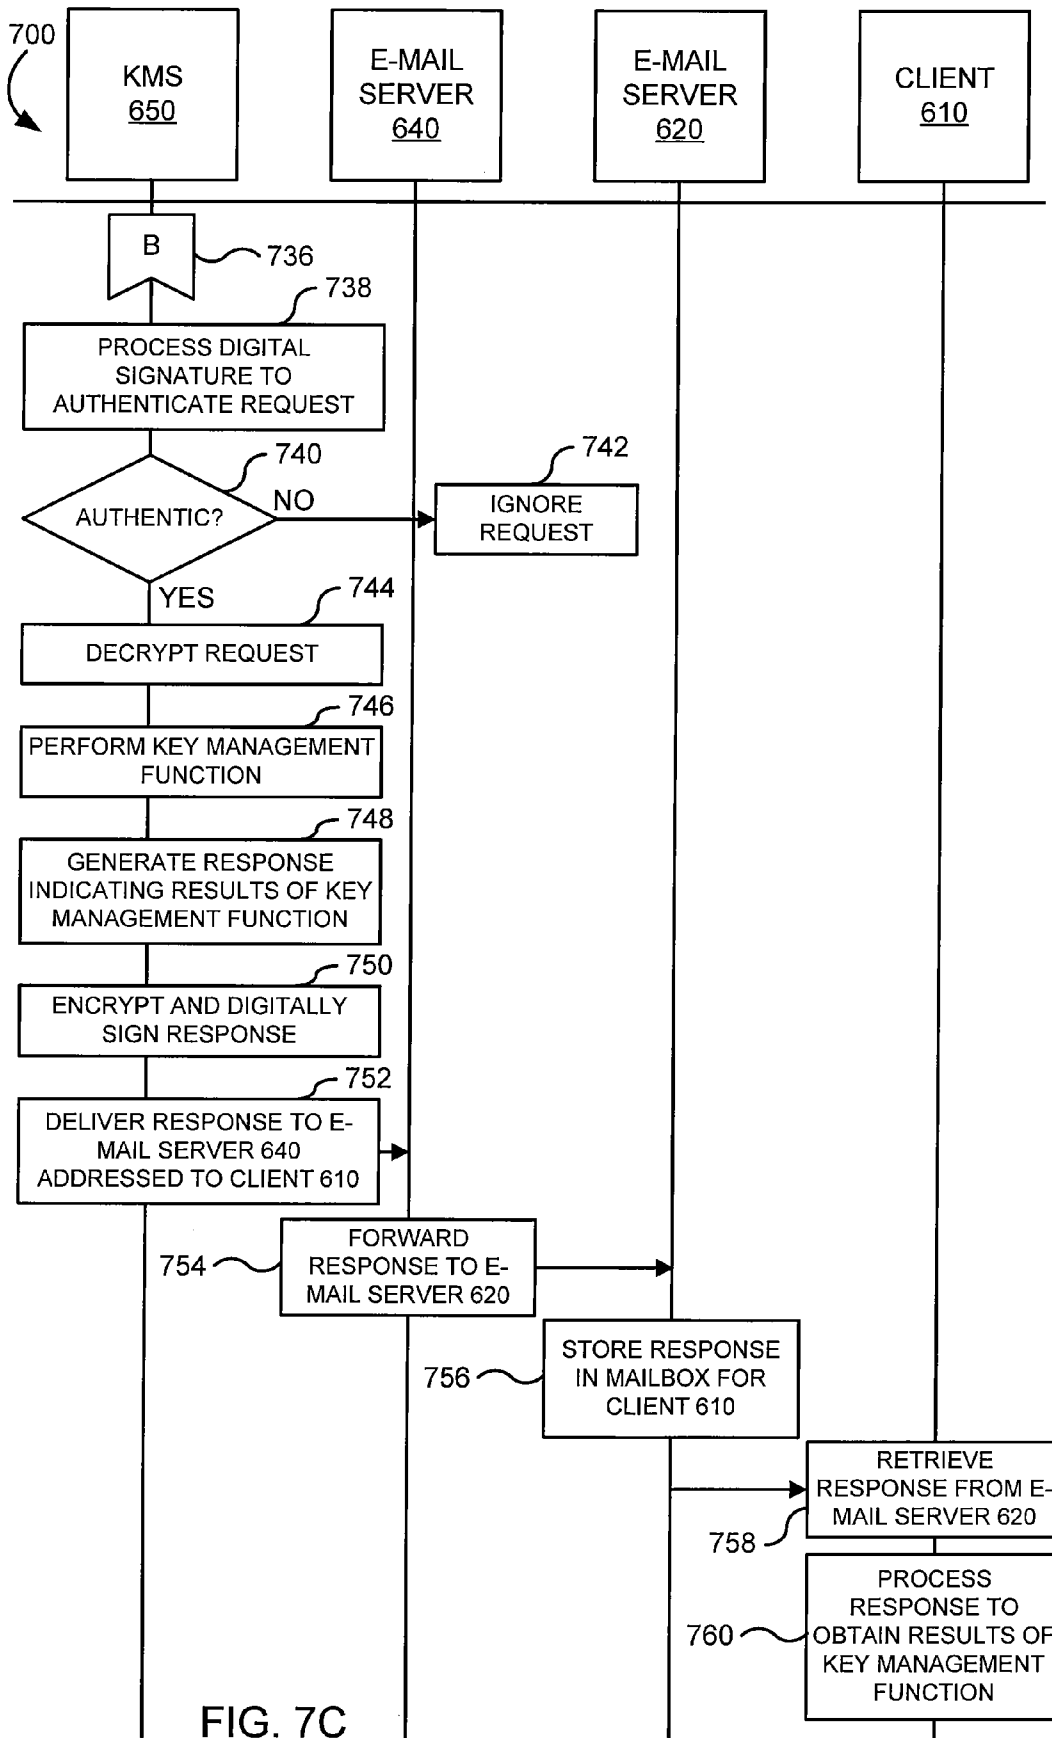 700
KMS
650
E-MAIL
SERVER
640
E-MAIL
SERVER
620
CLIENT
610
B
736
738
PROCESS DIGITAL
SIGNATURE TO
AUTHENTICATE REQUEST
740
AUTHENTIC?
NO
742
IGNORE
REQUEST
YES
744
DECRYPT REQUEST
746
PERFORM KEY MANAGEMENT
FUNCTION
748
GENERATE RESPONSE
INDICATING RESULTS OF KEY
MANAGEMENT FUNCTION
750
ENCRYPT AND DIGITALLY
SIGN RESPONSE
752
DELIVER RESPONSE TO E-
MAIL SERVER 640
ADDRESSED TO CLIENT 610
754
FORWARD
RESPONSE TO E-
MAIL SERVER 620
756
STORE RESPONSE
IN MAILBOX FOR
CLIENT 610
RETRIEVE
RESPONSE FROM E-
MAIL SERVER 620
758
PROCESS
RESPONSE TO
OBTAIN RESULTS OF
KEY MANAGEMENT
FUNCTION
760
FIG. 7C